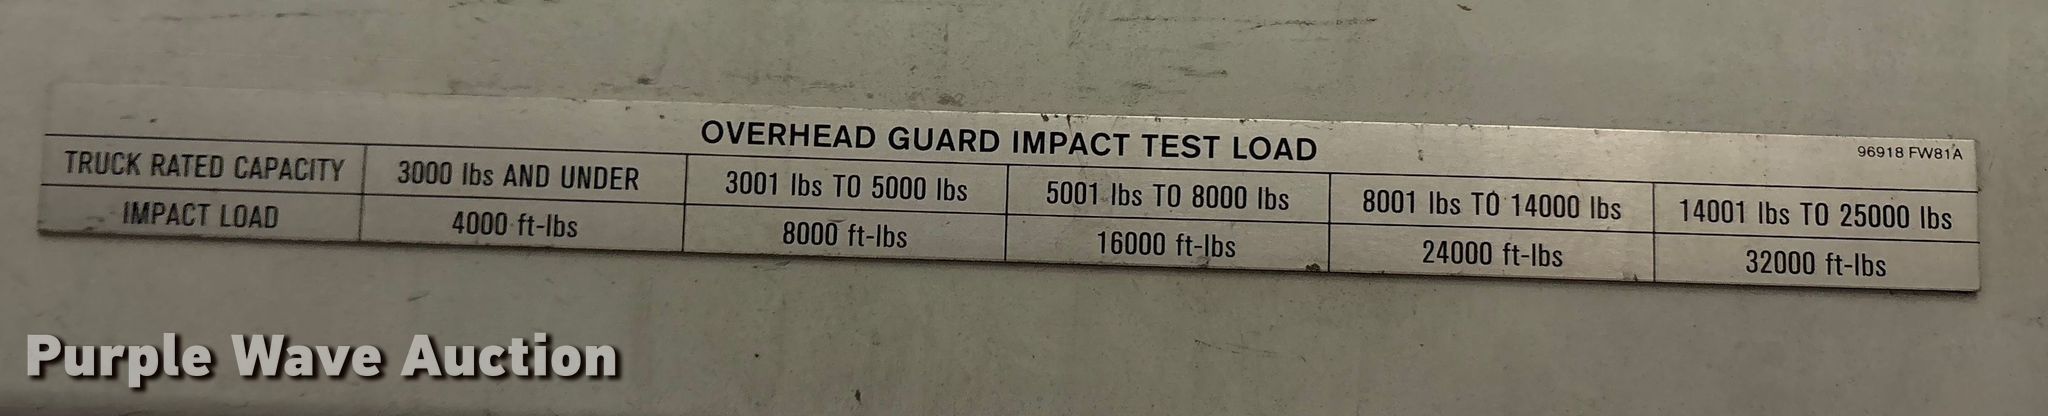 OVERHEAD GUARD IMPACT TEST LOAD
96918 FW81A
TRUCK RATED CAPACITY 3000 lbs AND UNDER 3001 lbs TO 5000 lbs 5001 lbs TO 8000 lbs 8001 lbs TO 14000 lbs 14001 lbs TO 25000 lbs
IMPACT LOAD 4000 ft-lbs 8000 ft-lbs 16000 ft-lbs 24000 ft-lbs 32000 ft-lbs
Purple Wave Auction